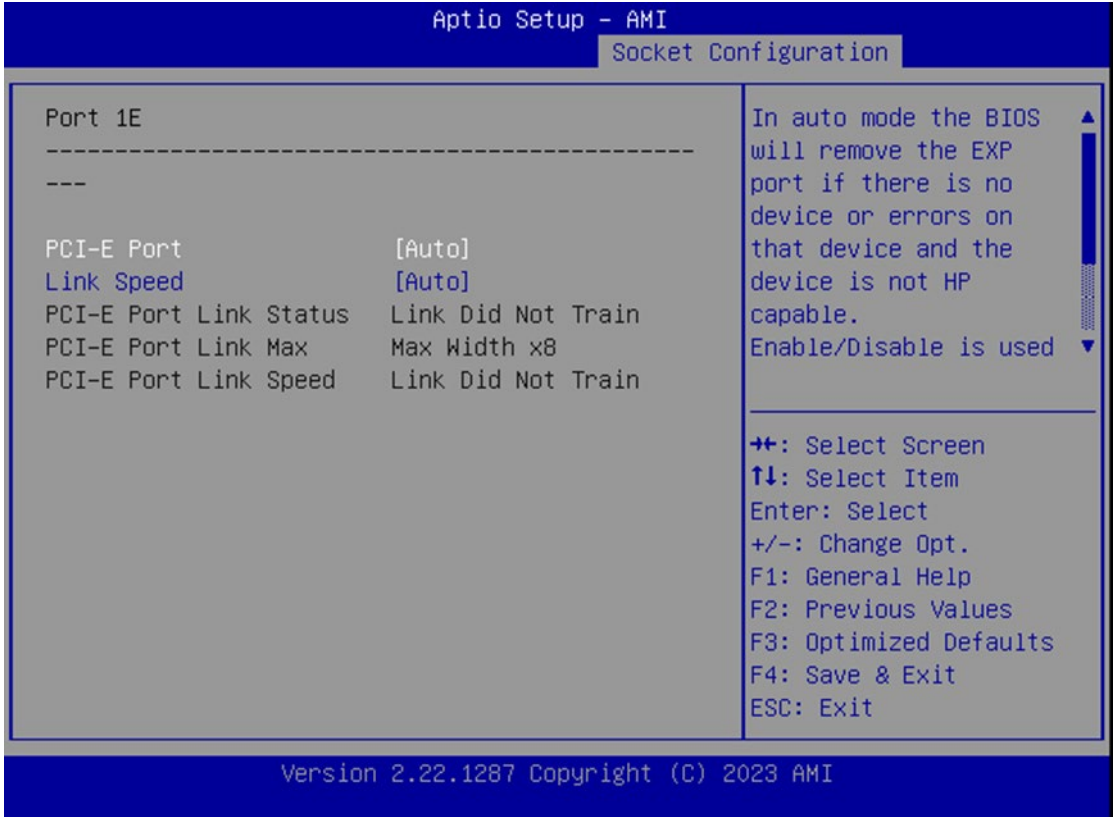 Aptio Setup – AMI
Socket Configuration
Port 1E
-----------------------------------------------
---
PCI-E Port [Auto]
Link Speed [Auto]
PCI-E Port Link Status Link Did Not Train
PCI-E Port Link Max Max Width x8
PCI-E Port Link Speed Link Did Not Train
In auto mode the BIOS
will remove the EXP
port if there is no
device or errors on
that device and the
device is not HP
capable.
Enable/Disable is used
→←: Select Screen
↑↓: Select Item
Enter: Select
+/-: Change Opt.
F1: General Help
F2: Previous Values
F3: Optimized Defaults
F4: Save & Exit
ESC: Exit
Version 2.22.1287 Copyright (C) 2023 AMI